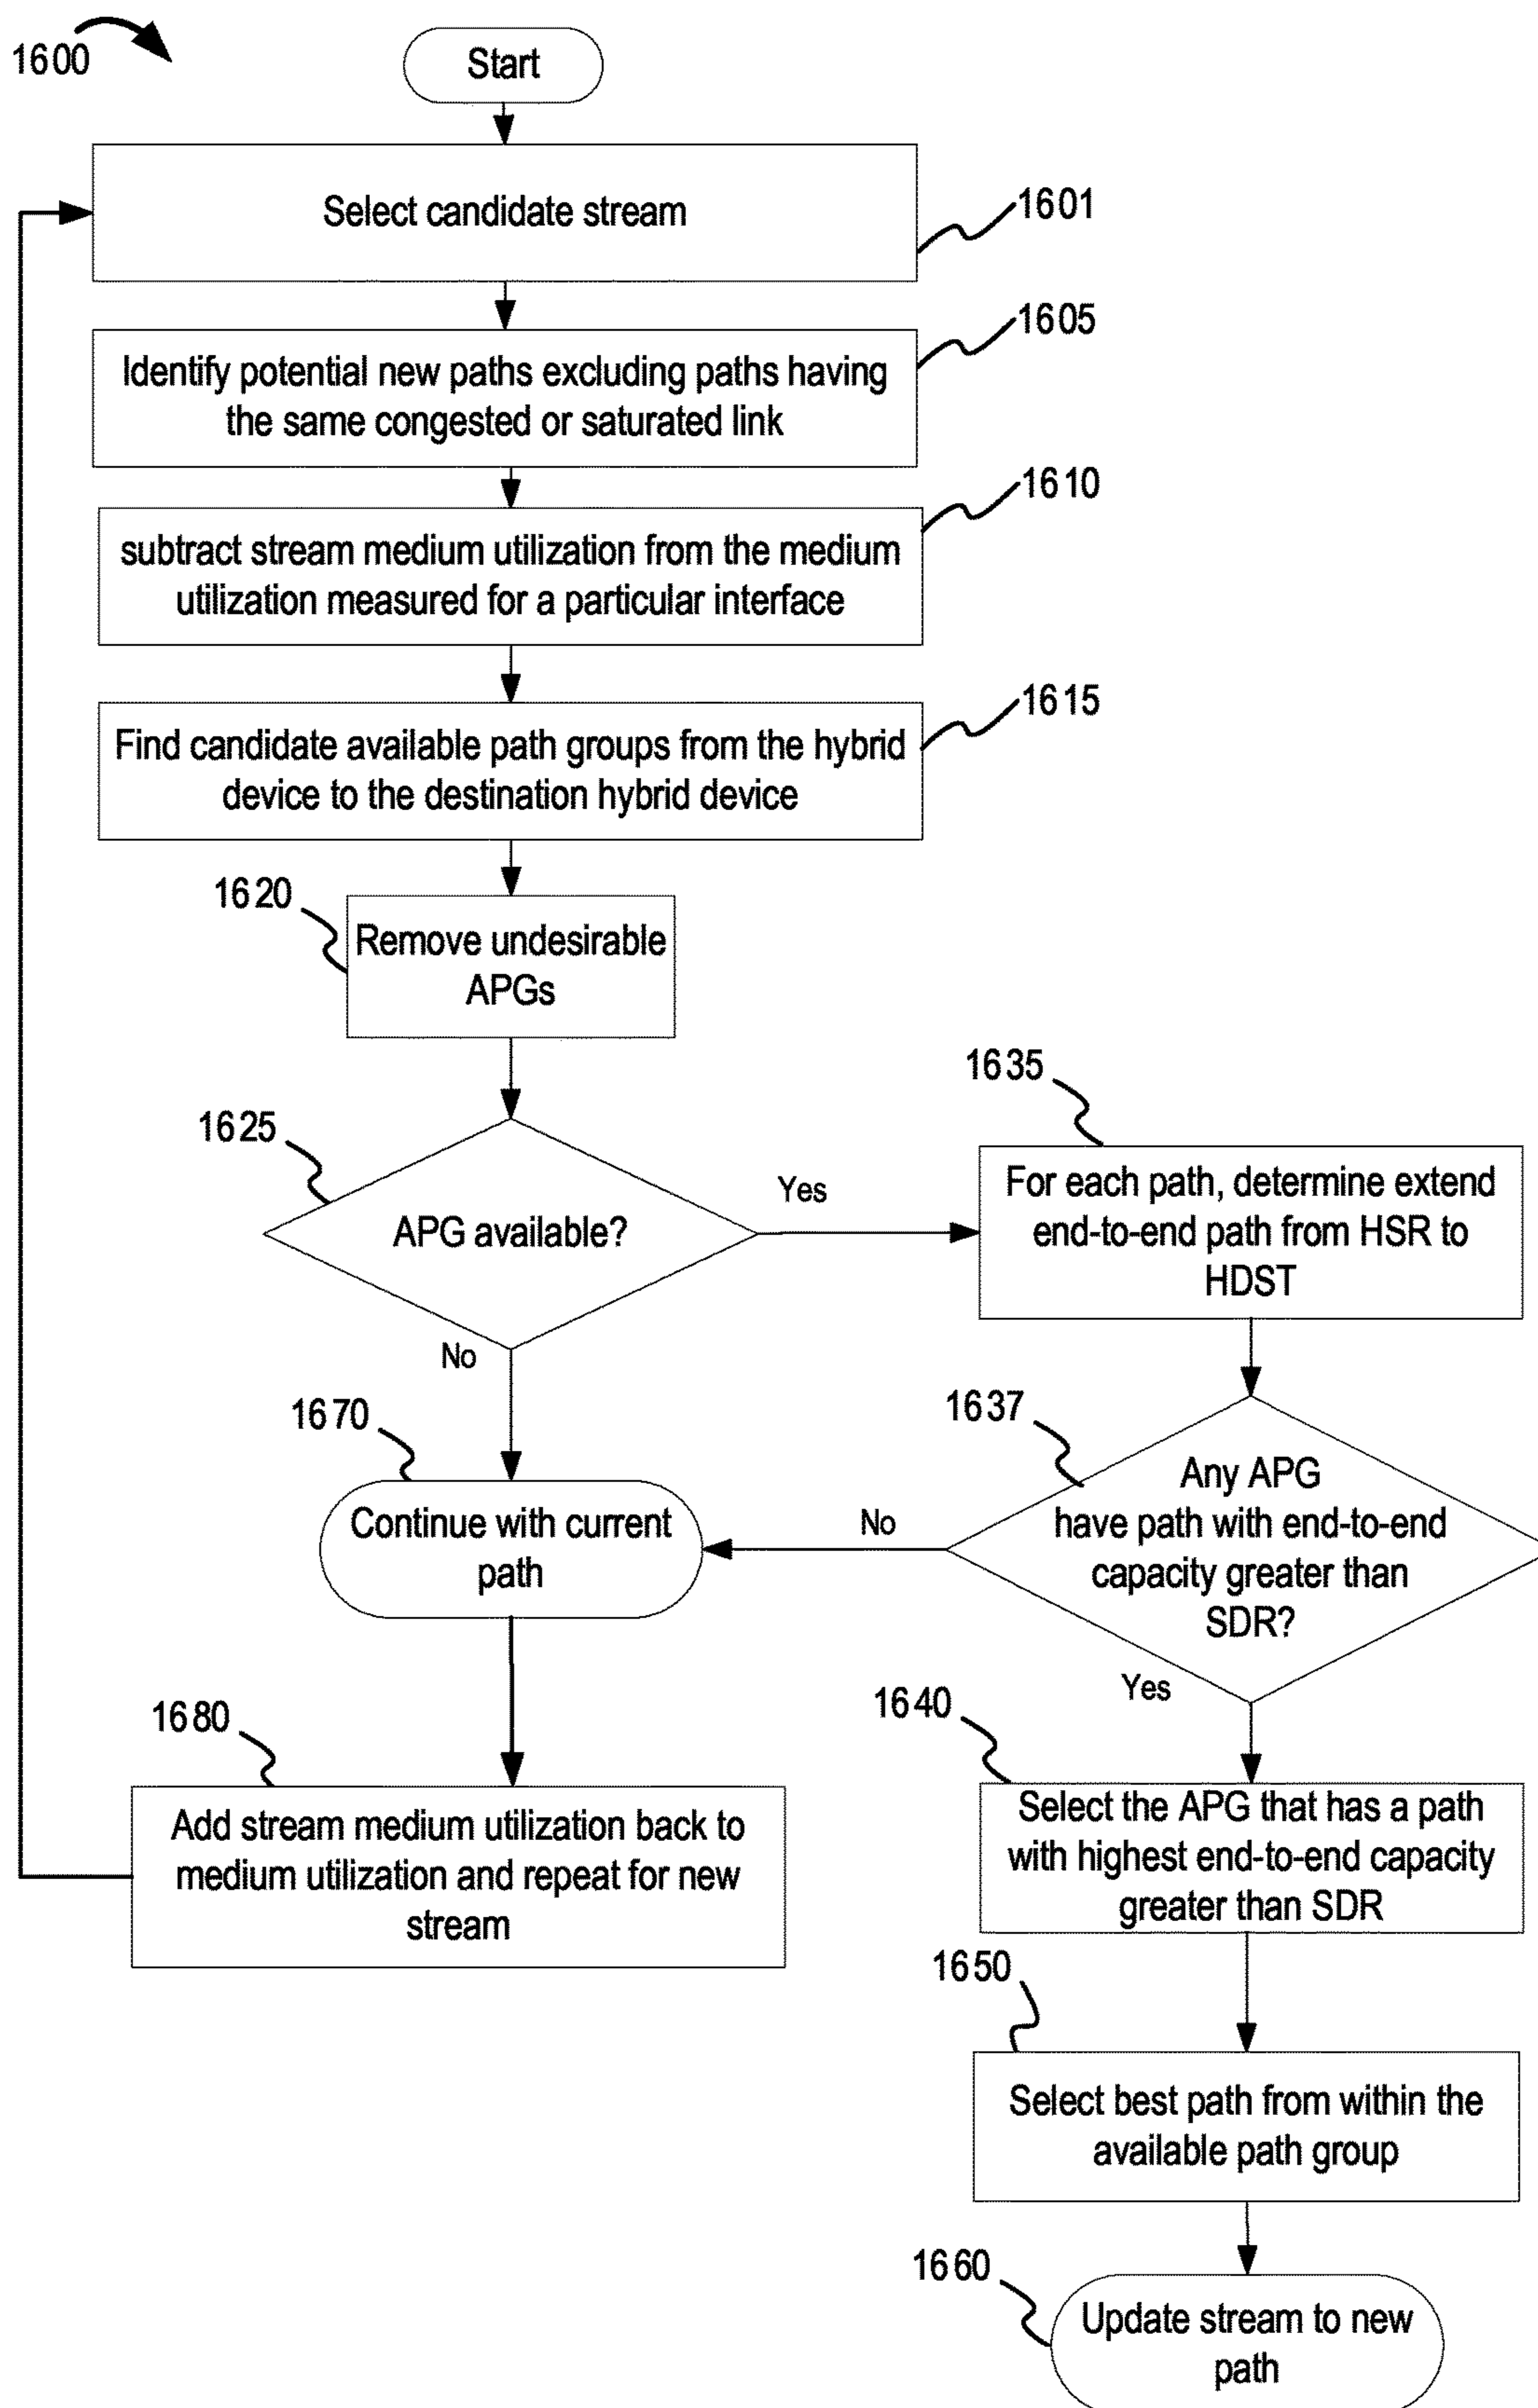 1600
Start
Select candidate stream
1601
1605
Identify potential new paths excluding paths having
the same congested or saturated link
1610
subtract stream medium utilization from the medium
utilization measured for a particular interface
1615
Find candidate available path groups from the hybrid
device to the destination hybrid device
1620
Remove undesirable
APGs
1625
APG available?
Yes
No
1635
For each path, determine extend
end-to-end path from HSR to
HDST
1637
Any APG
have path with end-to-end
capacity greater than
SDR?
No
Yes
1670
Continue with current
path
1680
Add stream medium utilization back to
medium utilization and repeat for new
stream
1640
Select the APG that has a path
with highest end-to-end capacity
greater than SDR
1650
Select best path from within the
available path group
1660
Update stream to new
path